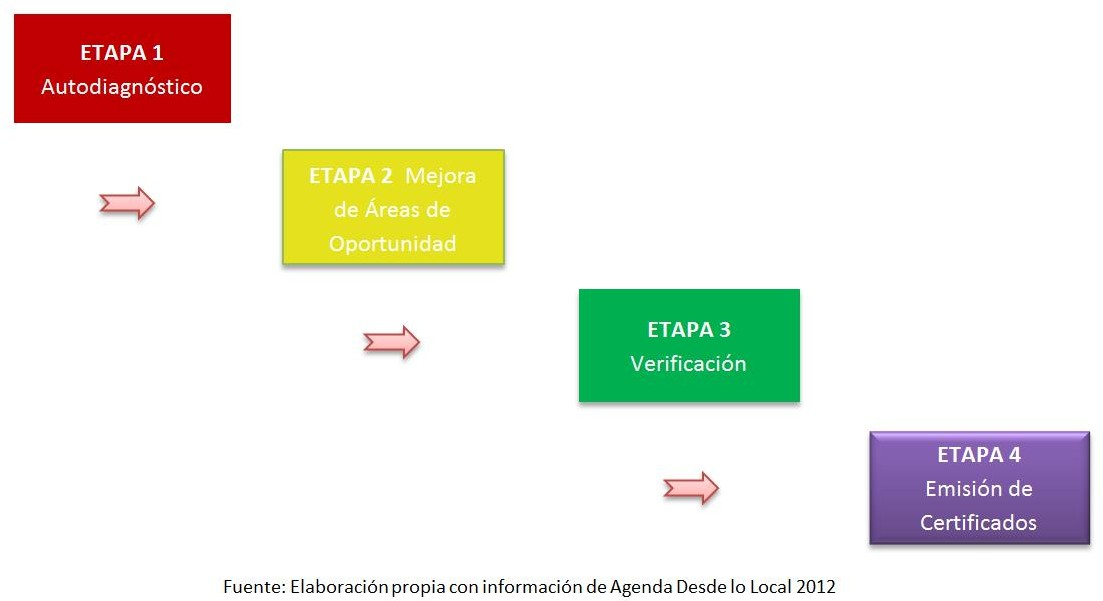 ETAPA 1
Autodiagnóstico
ETAPA 2 Mejora
de Áreas de
Oportunidad
ETAPA 3
Verificación
ETAPA 4
Emisión de
Certificados
Fuente: Elaboración propia con información de Agenda Desde lo Local 2012